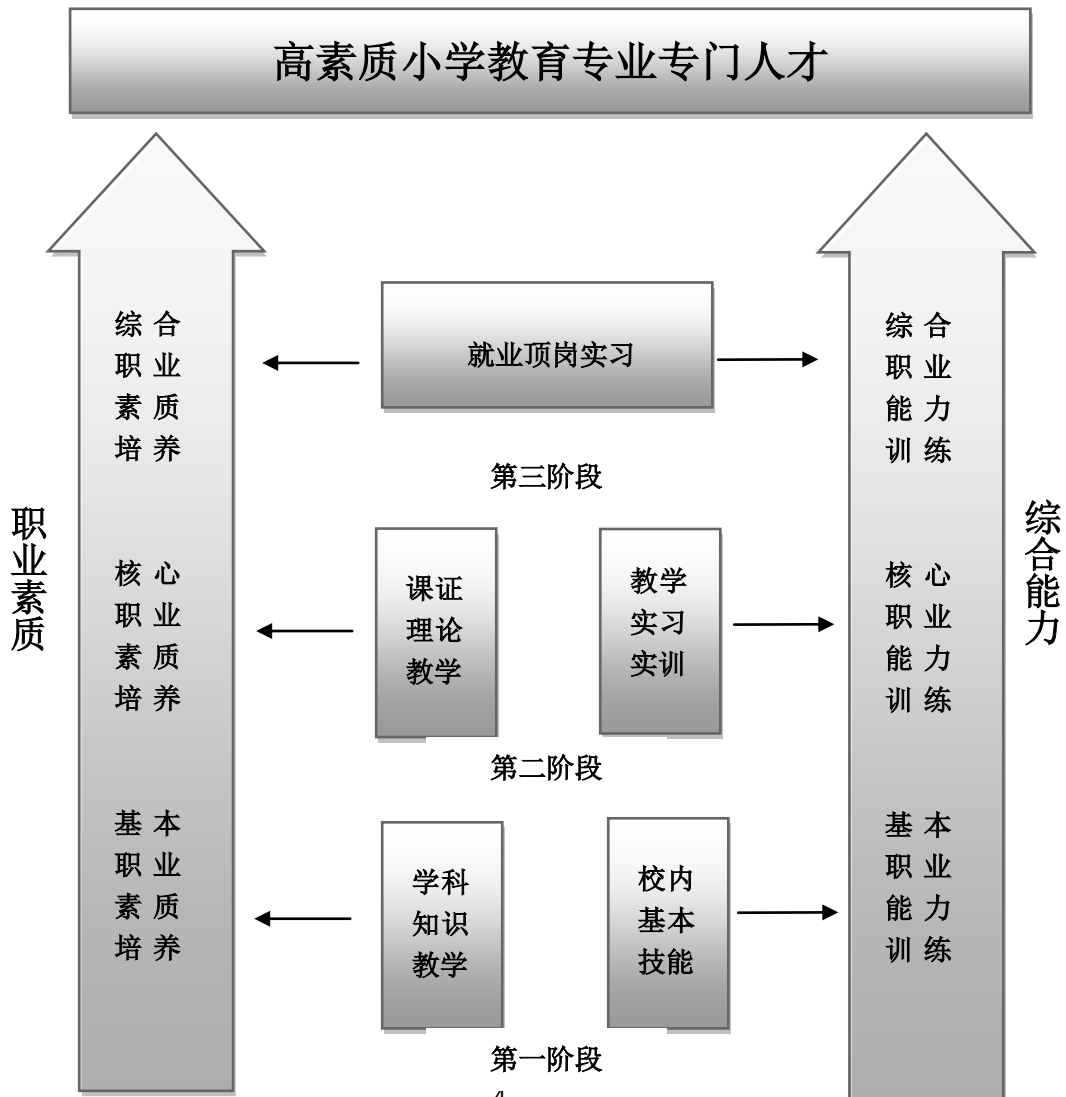 高素质小学教育专业专门人才
综合
职业
素质
培养
就业顶岗实习
综合
职业
能力
训练
第三阶段
职业素质
综合能力
核心
职业
素质
培养
课证
理论
教学
教学
实习
实训
核心
职业
能力
训练
第二阶段
基本
职业
素质
培养
学科
知识
教学
校内
基本
技能
基本
职业
能力
训练
第一阶段